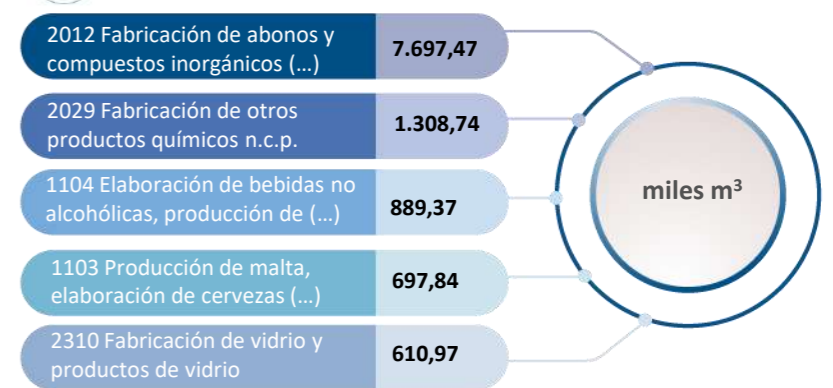 2012 Fabricación de abonos y
compuestos inorgánicos (…)
7.697,47
2029 Fabricación de otros
productos químicos n.c.p.
1.308,74
1104 Elaboración de bebidas no
alcohólicas, producción de (…)
889,37
1103 Producción de malta,
elaboración de cervezas (…)
697,84
2310 Fabricación de vidrio y
productos de vidrio
610,97
miles m³